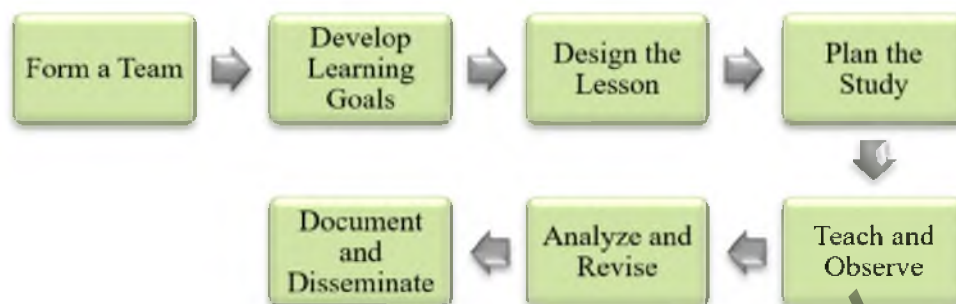 Form a Team
Develop
Learning
Goals
Design the
Lesson
Plan the
Study
Teach and
Observe
Analyze and
Revise
Document
and
Disseminate